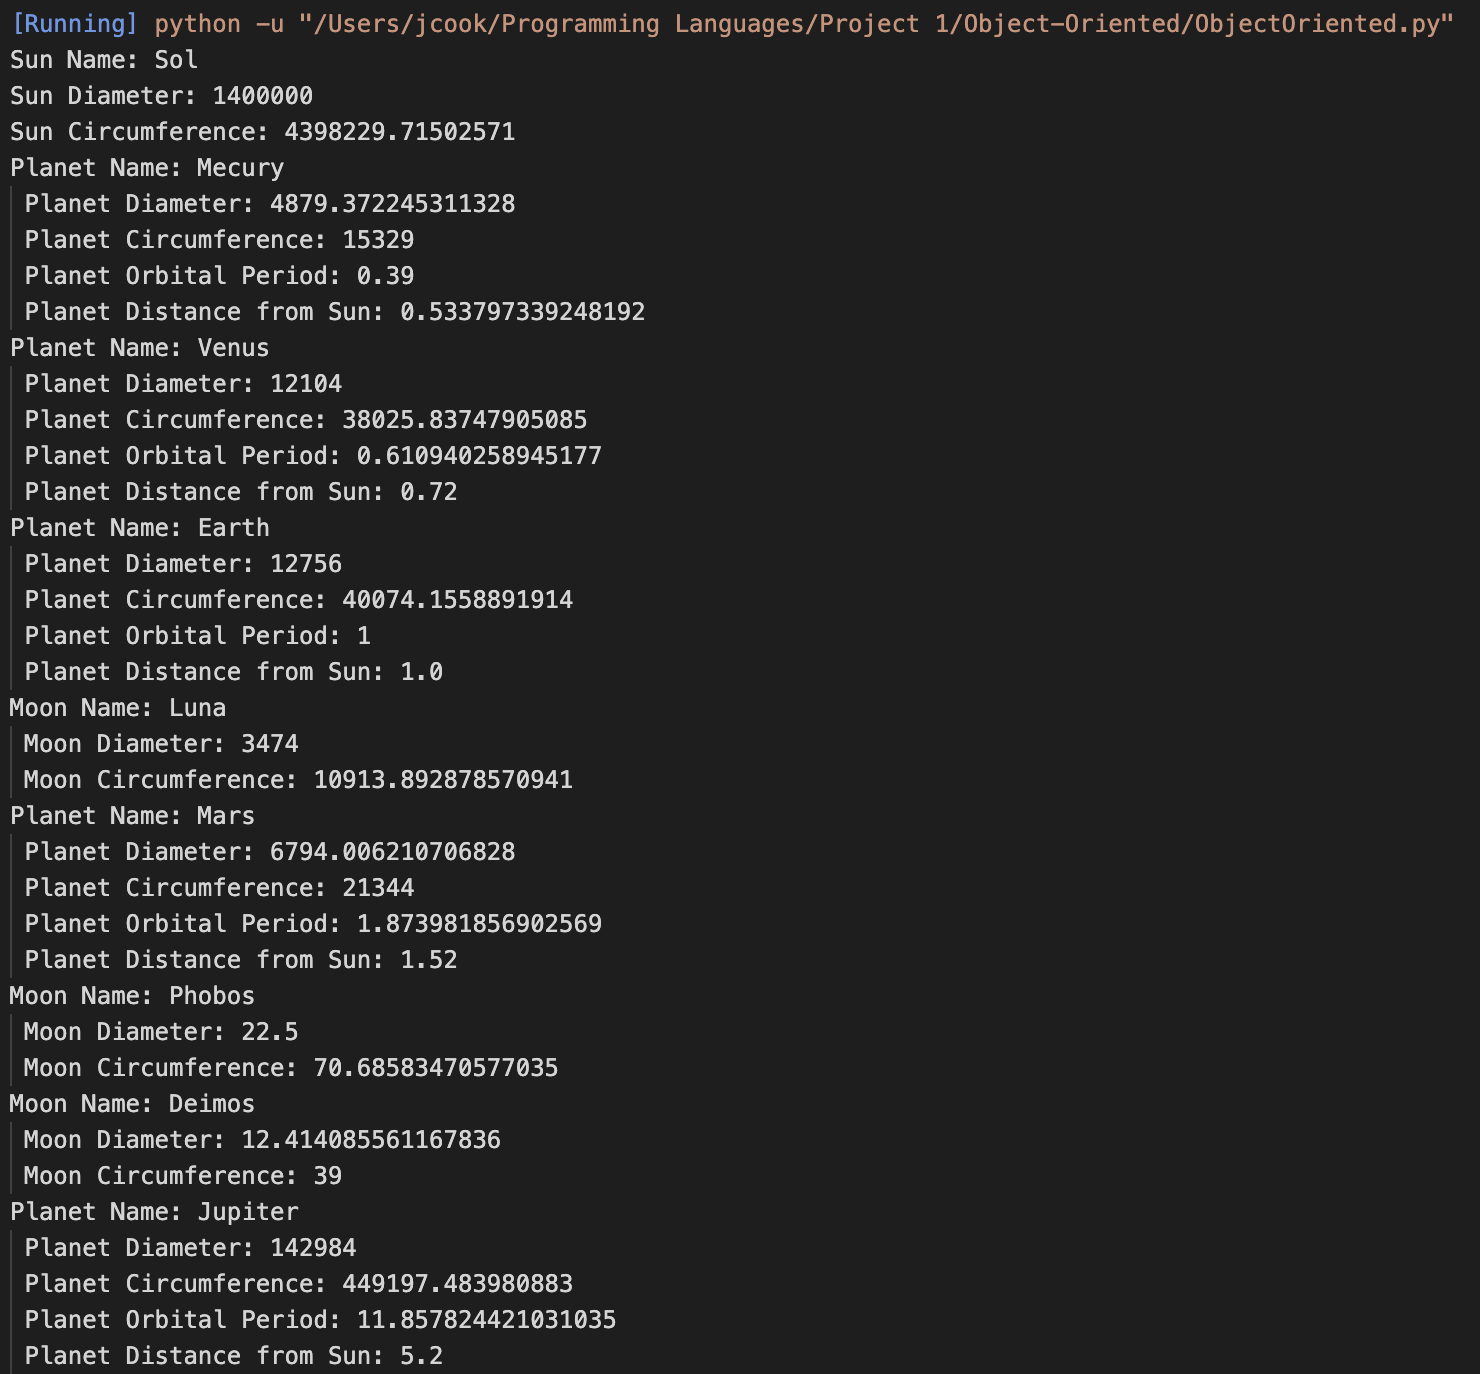 [Running] python -u "/Users/jcook/Programming Languages/Project 1/Object-Oriented/ObjectOriented.py"
Sun Name: Sol
Sun Diameter: 1400000
Sun Circumference: 4398229.71502571
Planet Name: Mecury
Planet Diameter: 4879.372245311328
Planet Circumference: 15329
Planet Orbital Period: 0.39
Planet Distance from Sun: 0.533797339248192
Planet Name: Venus
Planet Diameter: 12104
Planet Circumference: 38025.83747905085
Planet Orbital Period: 0.610940258945177
Planet Distance from Sun: 0.72
Planet Name: Earth
Planet Diameter: 12756
Planet Circumference: 40074.1558891914
Planet Orbital Period: 1
Planet Distance from Sun: 1.0
Moon Name: Luna
Moon Diameter: 3474
Moon Circumference: 10913.892878570941
Planet Name: Mars
Planet Diameter: 6794.006210706828
Planet Circumference: 21344
Planet Orbital Period: 1.873981856902569
Planet Distance from Sun: 1.52
Moon Name: Phobos
Moon Diameter: 22.5
Moon Circumference: 70.68583470577035
Moon Name: Deimos
Moon Diameter: 12.414085561167836
Moon Circumference: 39
Planet Name: Jupiter
Planet Diameter: 142984
Planet Circumference: 449197.483980883
Planet Orbital Period: 11.857824421031035
Planet Distance from Sun: 5.2